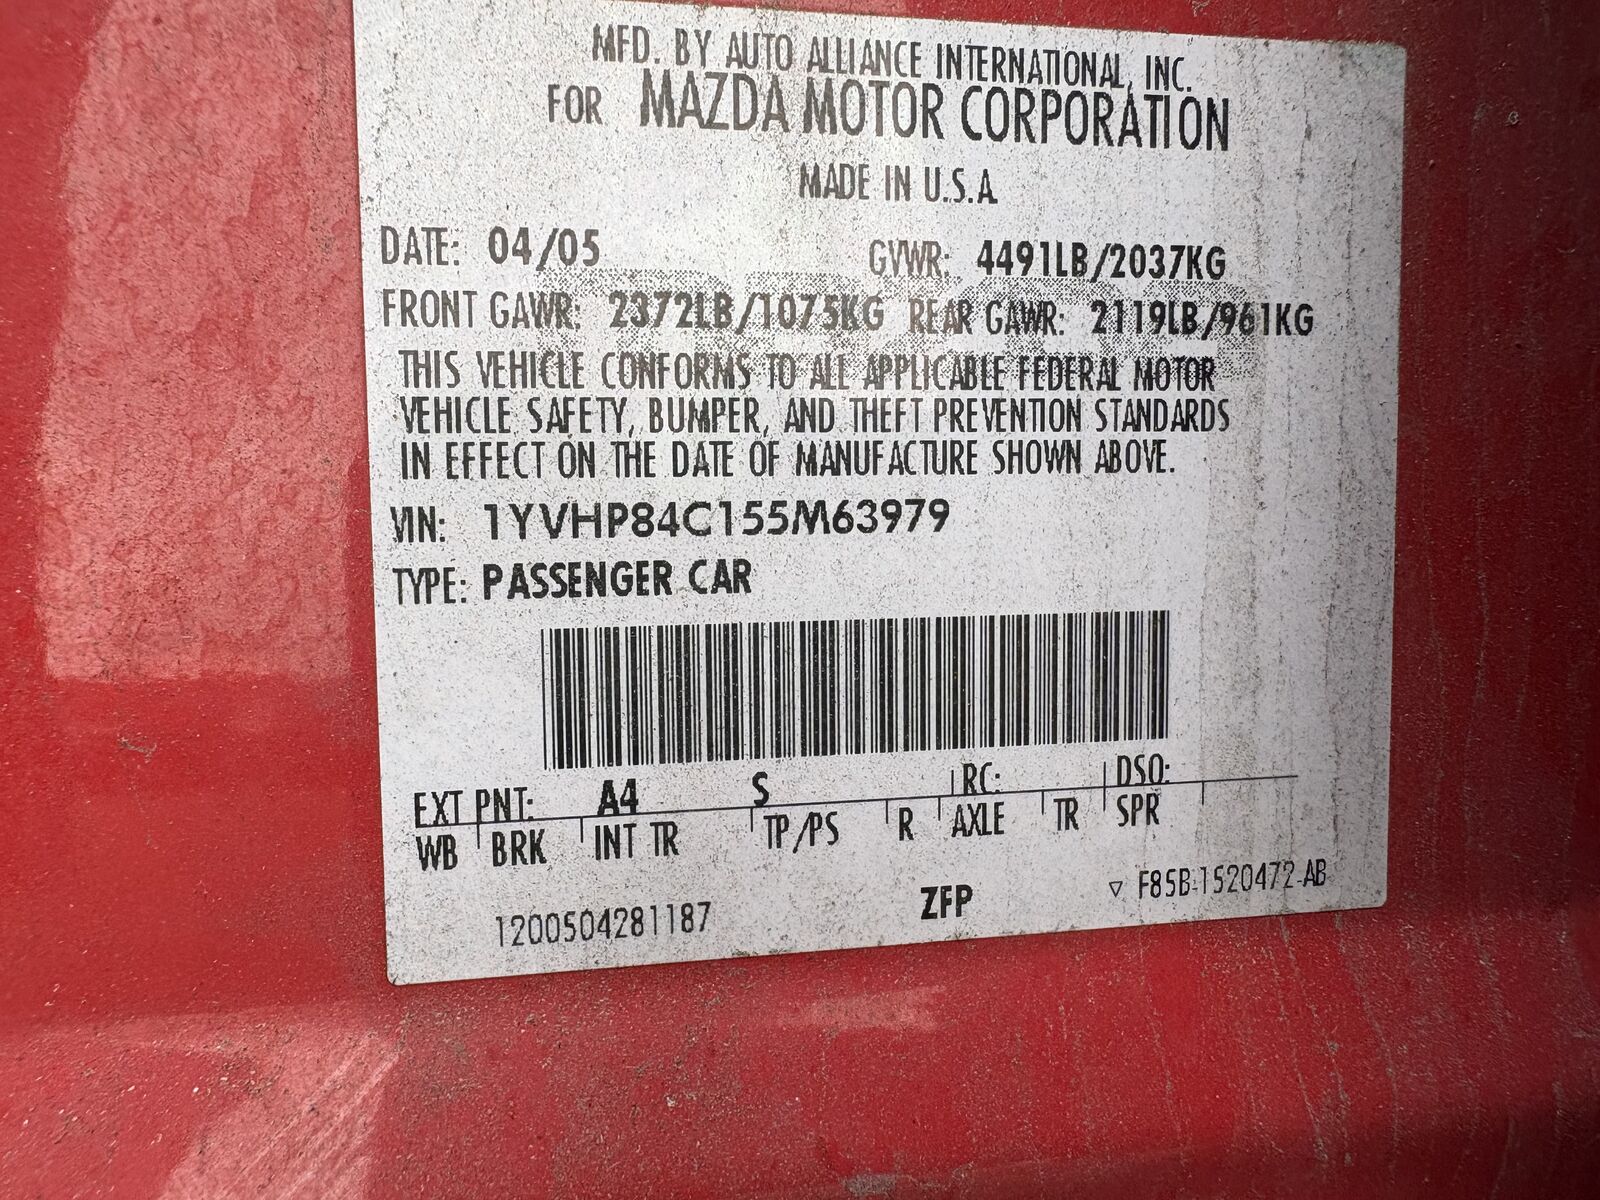 MFD. BY AUTO ALLIANCE INTERNATIONAL, INC.
FOR MAZDA MOTOR CORPORATION
MADE IN U.S.A.
DATE: 04/05 GVWR: 4491LB/2037KG
FRONT GAWR: 2372LB/1075KG REAR GAWR: 2119LB/961KG
THIS VEHICLE CONFORMS TO ALL APPLICABLE FEDERAL MOTOR
VEHICLE SAFETY, BUMPER, AND THEFT PREVENTION STANDARDS
IN EFFECT ON THE DATE OF MANUFACTURE SHOWN ABOVE.
VIN: 1YVHP84C155M63979
TYPE: PASSENGER CAR
EXT PNT: A4 S RC: DSO:
WB BRK INT TR TP/PS R AXLE TR SPR
1200504281187 ZFP ▽ F85B-1520472-AB